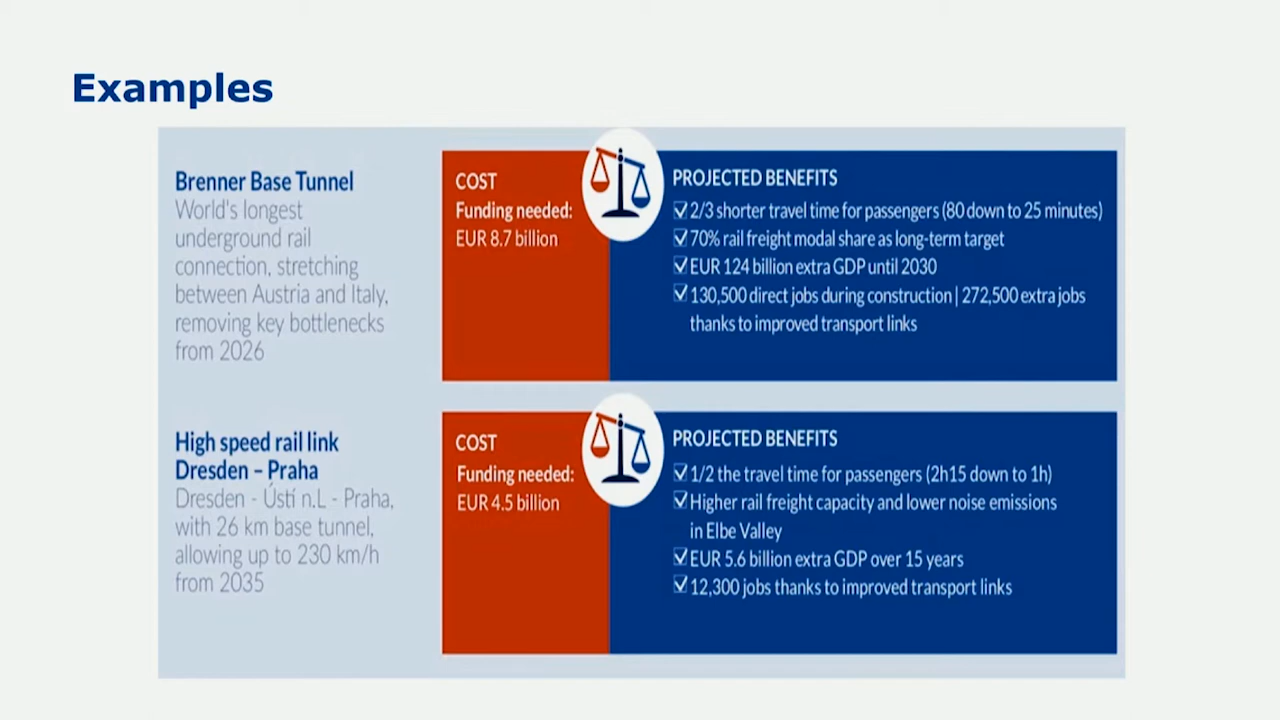 Examples
Brenner Base Tunnel
World's longest
underground rail
connection, stretching
between Austria and Italy,
removing key bottlenecks
from 2026
COST
Funding needed:
EUR 8.7 billion
PROJECTED BENEFITS
2/3 shorter travel time for passengers (80 down to 25 minutes)
70% rail freight modal share as long-term target
EUR 124 billion extra GDP until 2030
130,500 direct jobs during construction | 272,500 extra jobs
thanks to improved transport links
High speed rail link
Dresden – Praha
Dresden - Ústí n.L - Praha,
with 26 km base tunnel,
allowing up to 230 km/h
from 2035
COST
Funding needed:
EUR 4.5 billion
PROJECTED BENEFITS
1/2 the travel time for passengers (2h15 down to 1h)
Higher rail freight capacity and lower noise emissions
in Elbe Valley
EUR 5.6 billion extra GDP over 15 years
12,300 jobs thanks to improved transport links